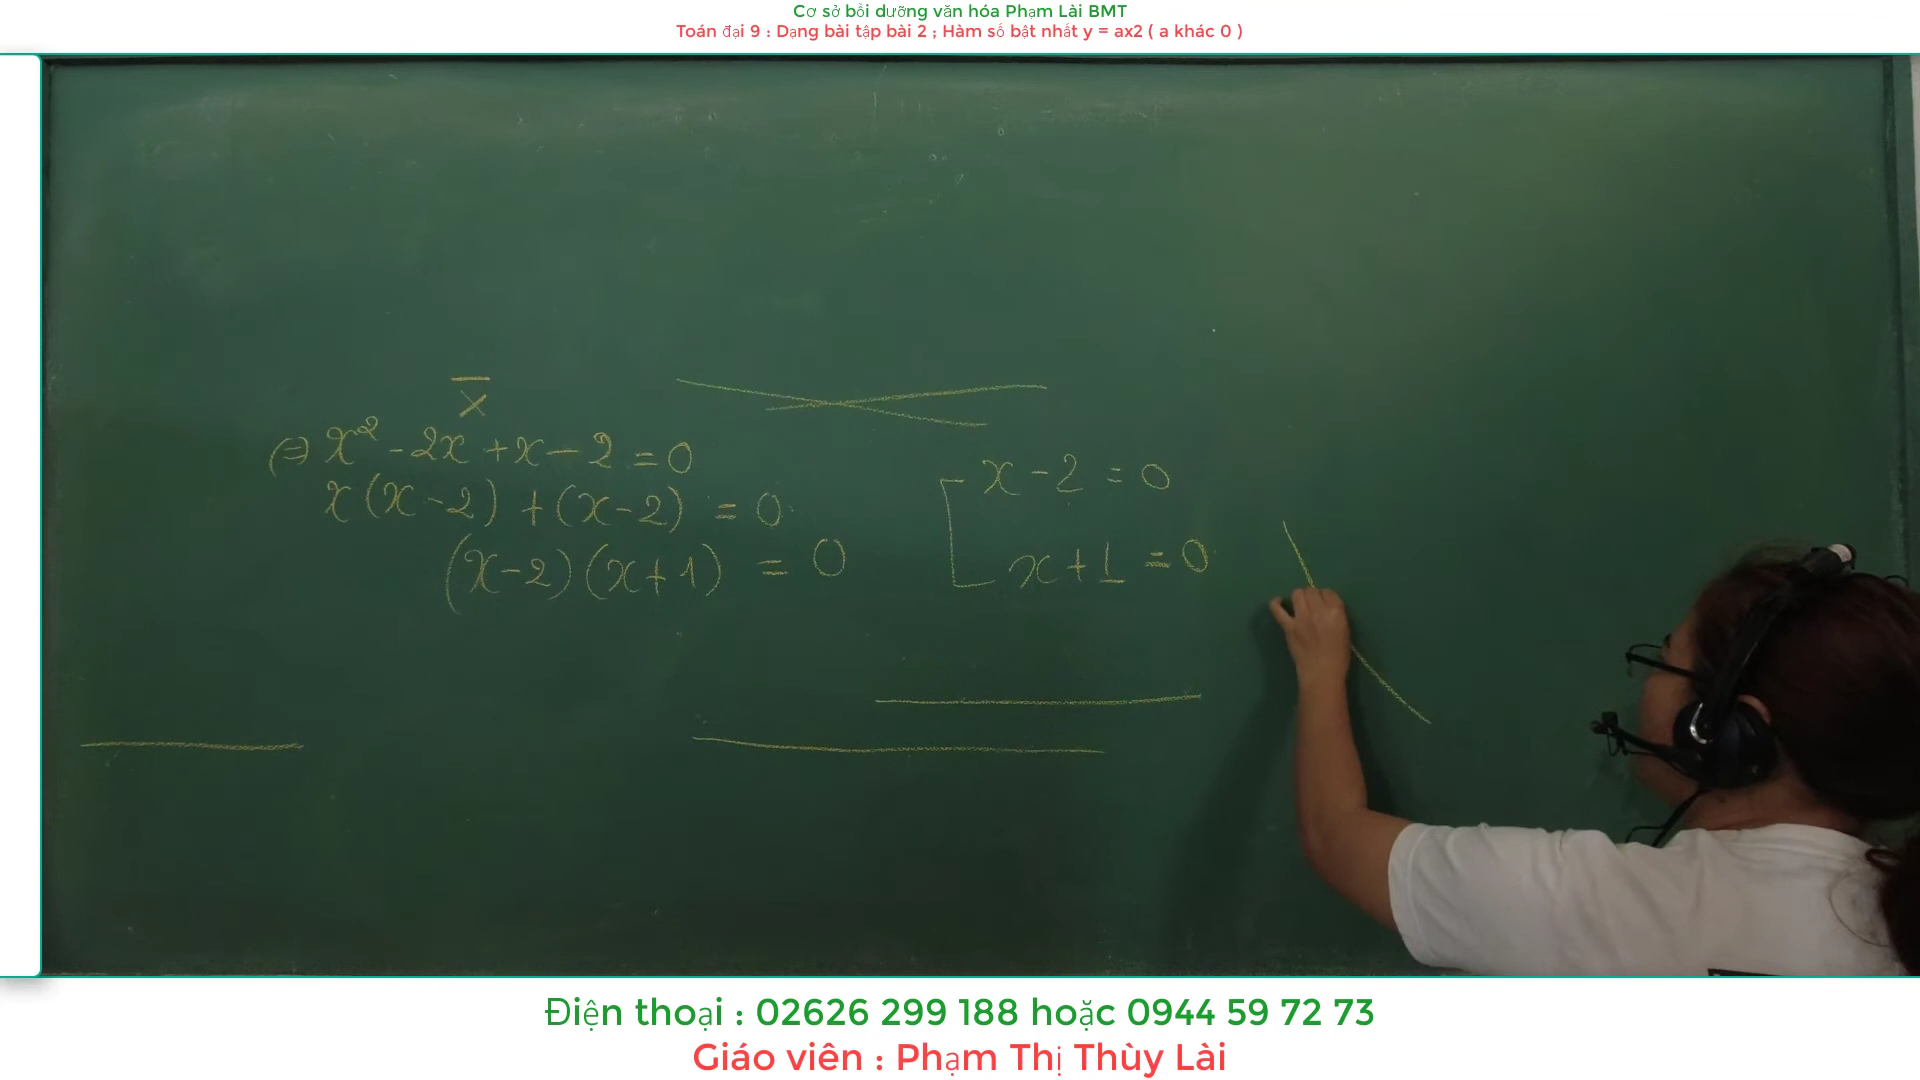 Cơ sở bồi dưỡng văn hóa Phạm Lài BMT
Toán đại 9 : Dạng bài tập bài 2 ; Hàm số bật nhất y = ax2 ( a khác 0 )
⇔ x² - 2x + x - 2 = 0
x(x-2) + (x-2) = 0
(x-2)(x+1) = 0
x - 2 = 0
x + 1 = 0
Điện thoại : 02626 299 188 hoặc 0944 59 72 73
Giáo viên : Phạm Thị Thùy Lài